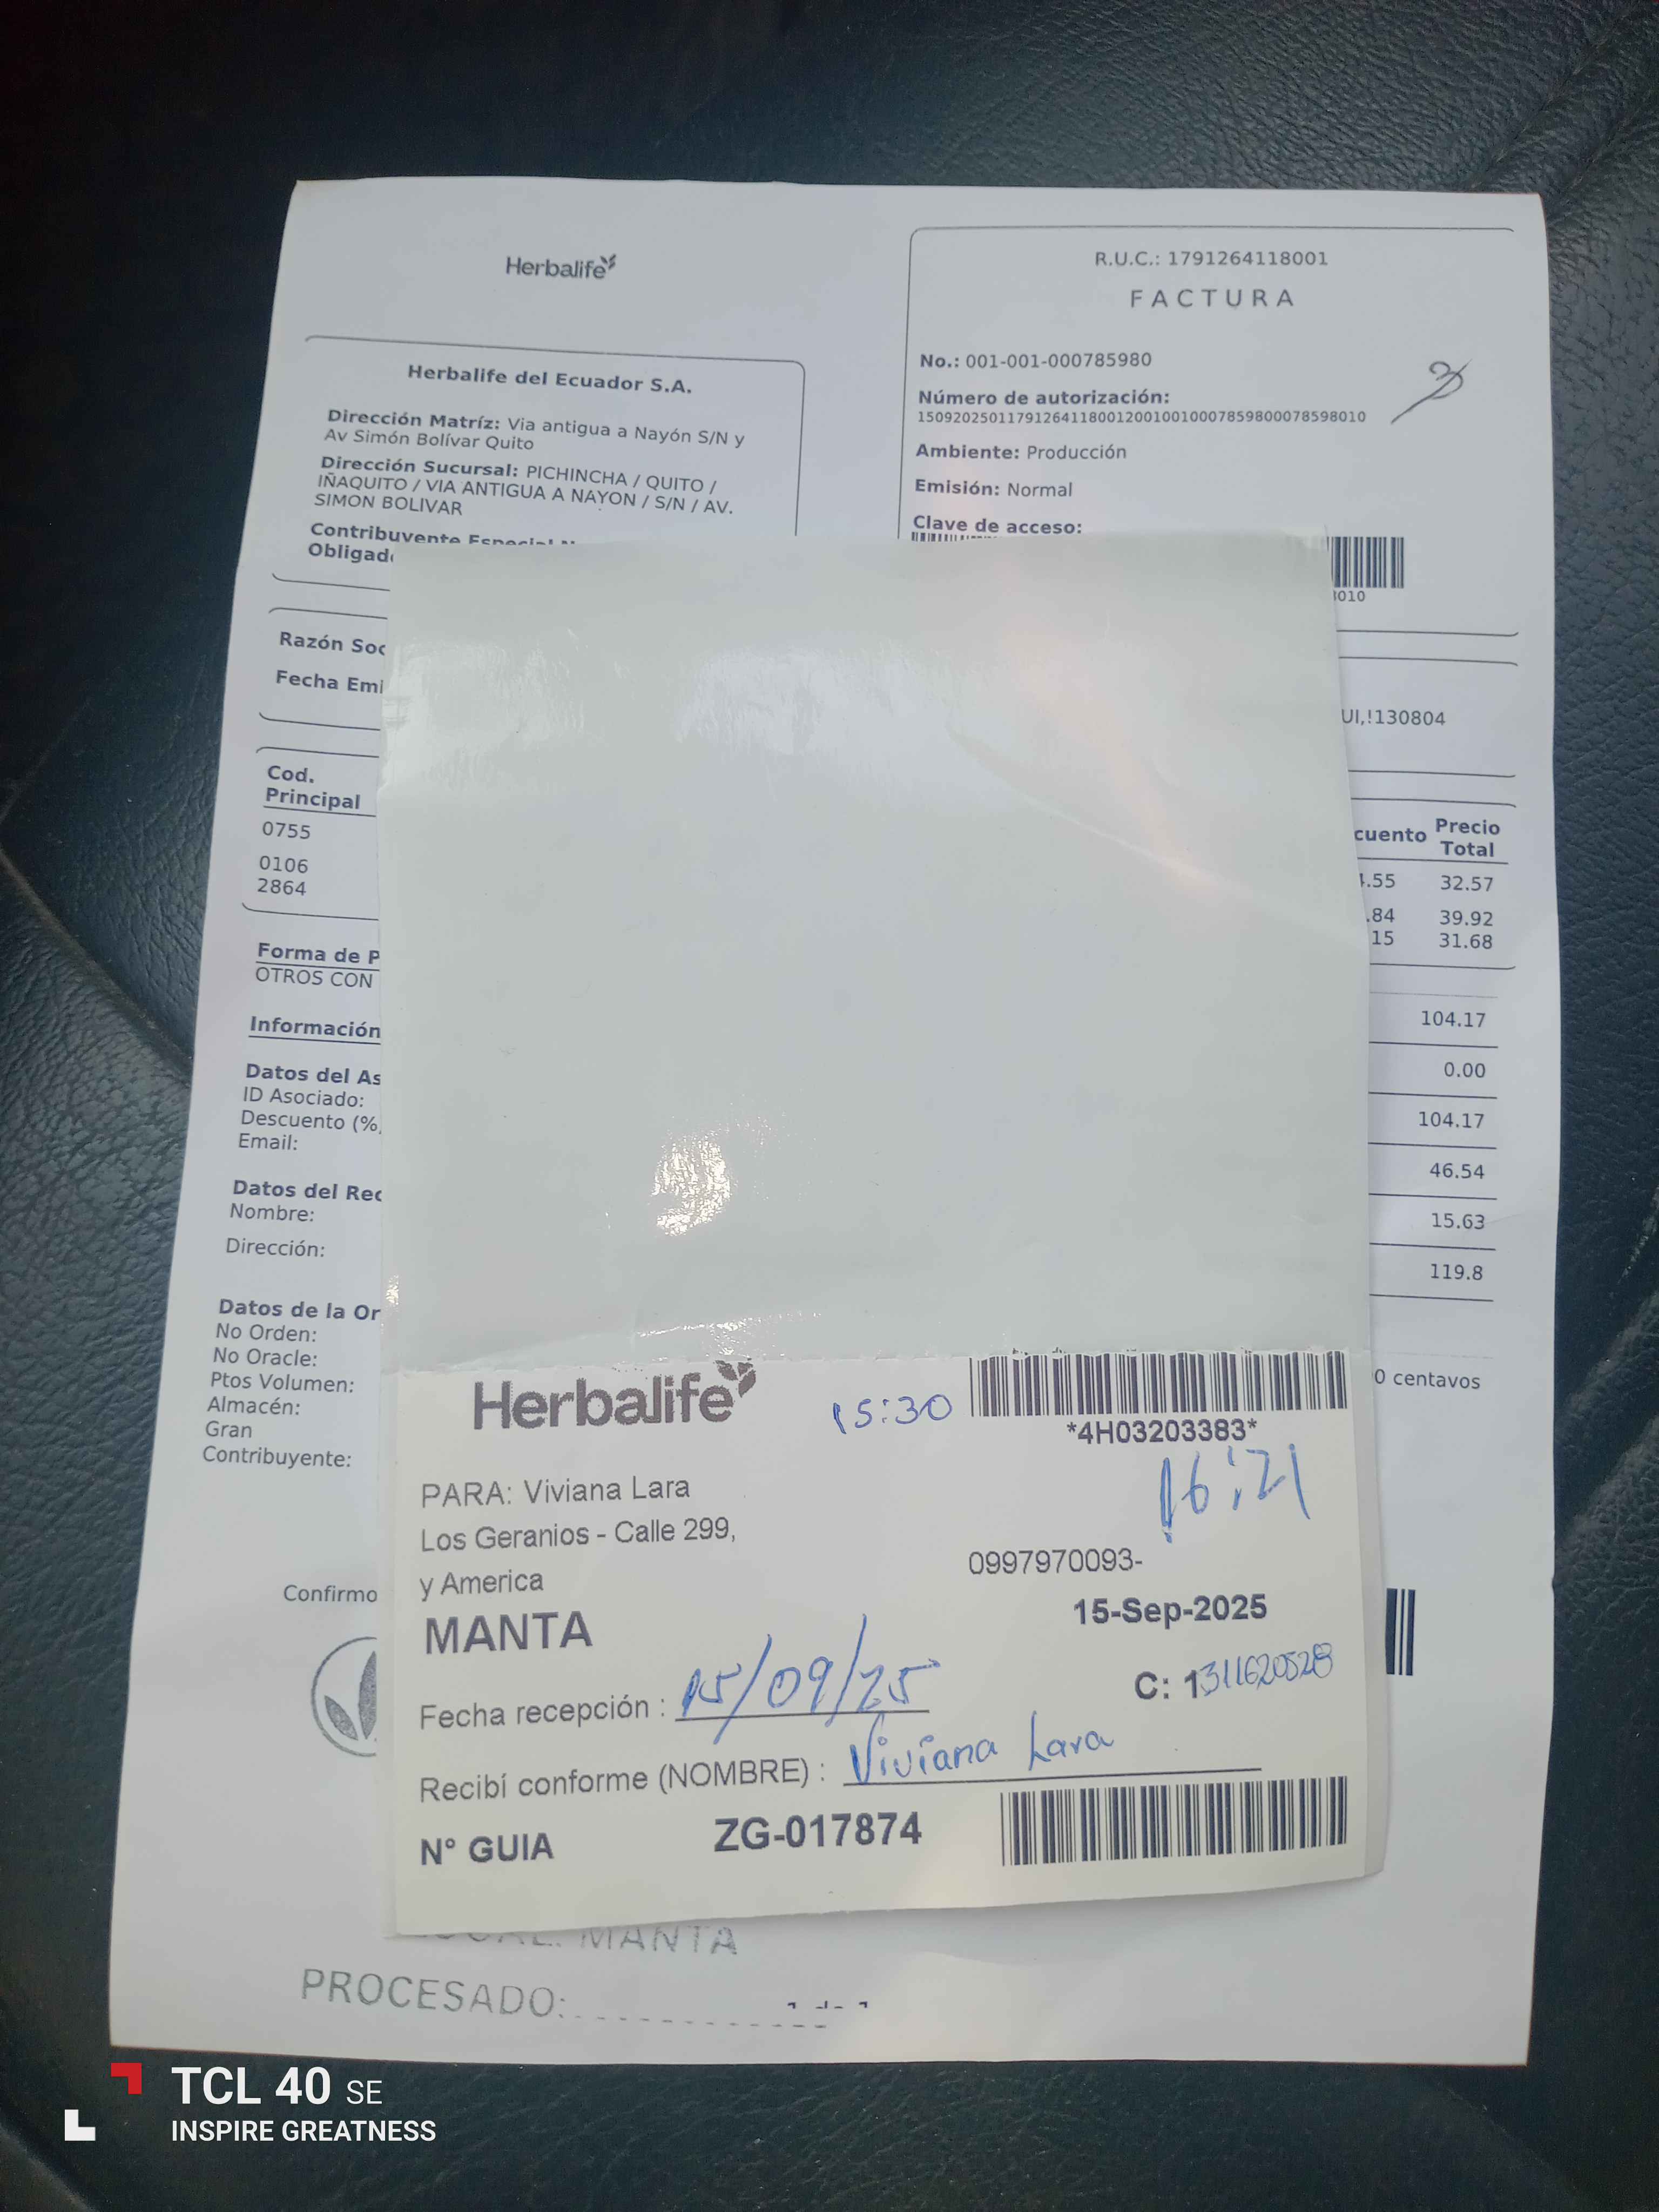 Herbalife
R.U.C.: 1791264118001
FACTURA
No.: 001-001-000785980
Número de autorización:
1509202501179126411800120010010007859800078598010
Ambiente: Producción
Emisión: Normal
Clave de acceso:
010
Herbalife del Ecuador S.A.
Dirección Matríz: Via antigua a Nayón S/N y
Av Simón Bolívar Quito
Dirección Sucursal: PICHINCHA / QUITO /
IÑAQUITO / VIA ANTIGUA A NAYON / S/N / AV.
SIMON BOLIVAR
Contribuyente Especial
Obligad
Razón Soc
Fecha Emi
UI,!130804
Cod.
Principal
cuento
Precio
Total
0755
.55 32.57
0106
.84 39.92
2864
15 31.68
Forma de P
OTROS CON
104.17
0.00
104.17
46.54
15.63
119.8
0 centavos
Información
Datos del As
ID Asociado:
Descuento (%
Email:
Datos del Rec
Nombre:
Dirección:
Datos de la Or
No Orden:
No Oracle:
Ptos Volumen:
Almacén:
Gran
Contribuyente:
Confirmo
Herbalife
15:30
*4H03203383*
16:21
PARA: Viviana Lara
Los Geranios - Calle 299,
y America
0997970093-
MANTA
15-Sep-2025
C: 1311620528
Fecha recepción : 15/09/25
Recibí conforme (NOMBRE) : Viviana Lara
N° GUIA ZG-017874
MANTA
PROCESADO:
TCL 40 SE
INSPIRE GREATNESS